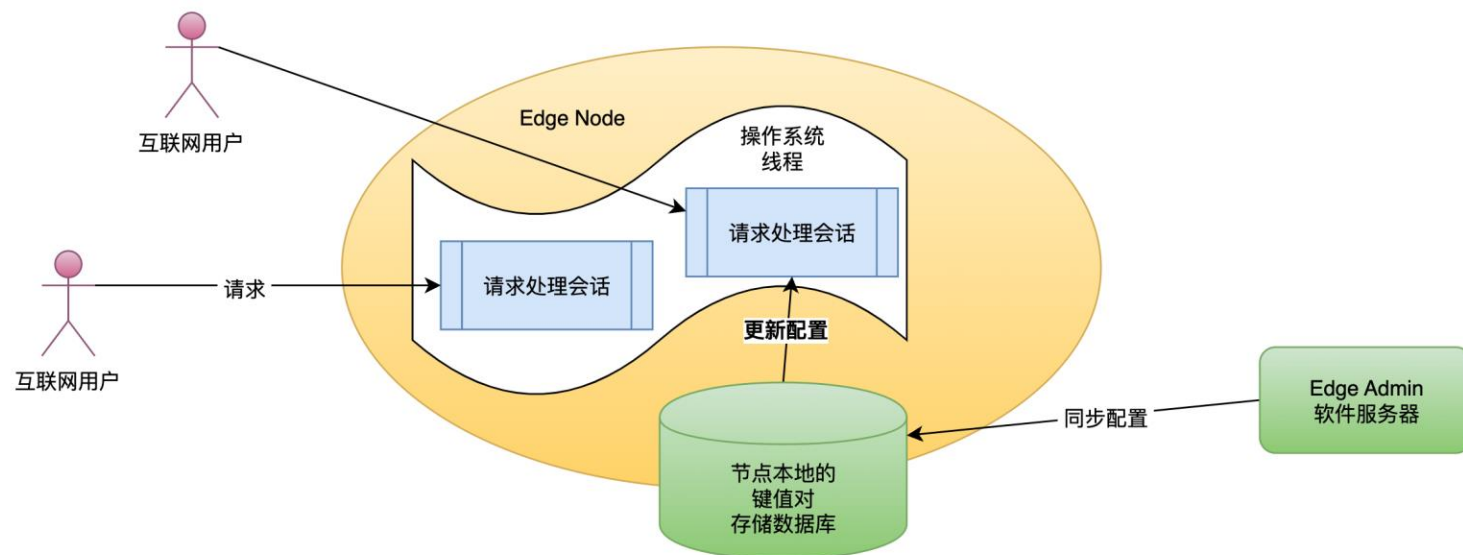 互联网用户
Edge Node
操作系统
线程
请求处理会话
请求
请求处理会话
互联网用户
更新配置
Edge Admin
软件服务器
同步配置
节点本地的
键值对
存储数据库